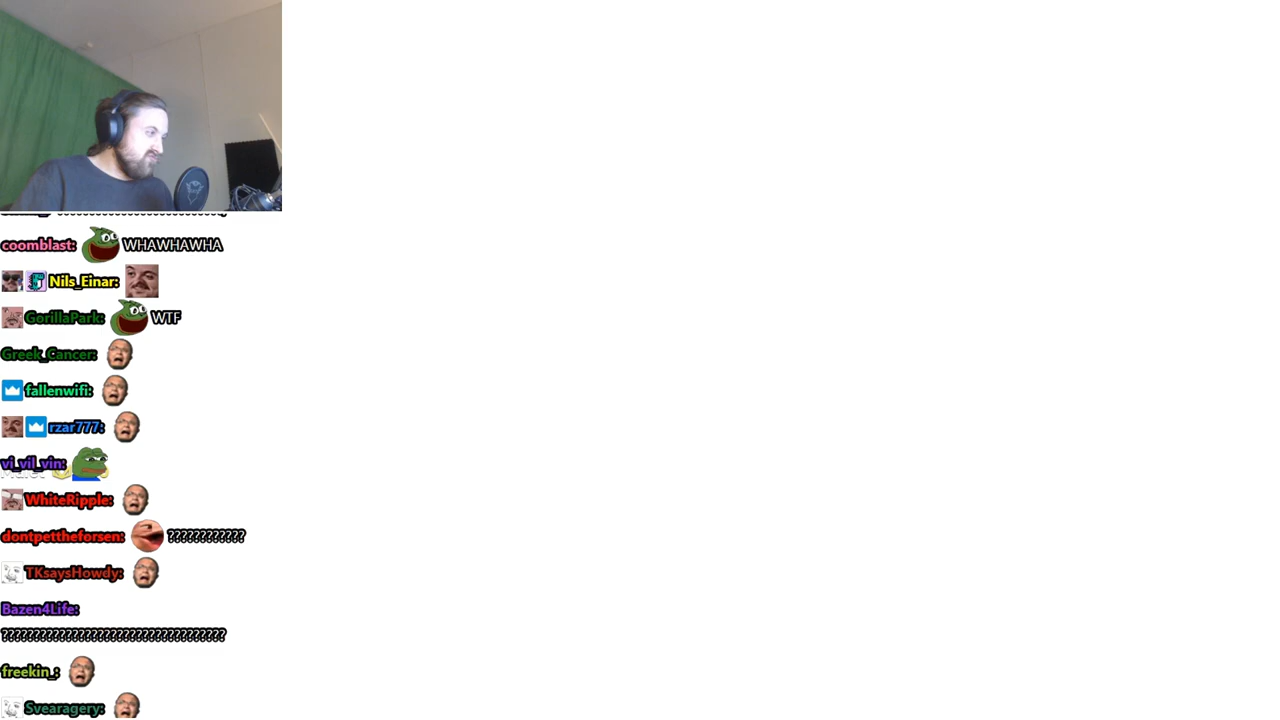 coomblast: WHAWHAWHA
Nils_Einar:
GorillaPark: WTF
Greek_Cancer:
fallenwifi:
rzar777:
vi_vil_vin:
WhiteRipple:
dontpettheforsen: ????????????
TKsaysHowdy:
Bazen4Life:
???????????????????????????????????
freekin_:
Svearagery: